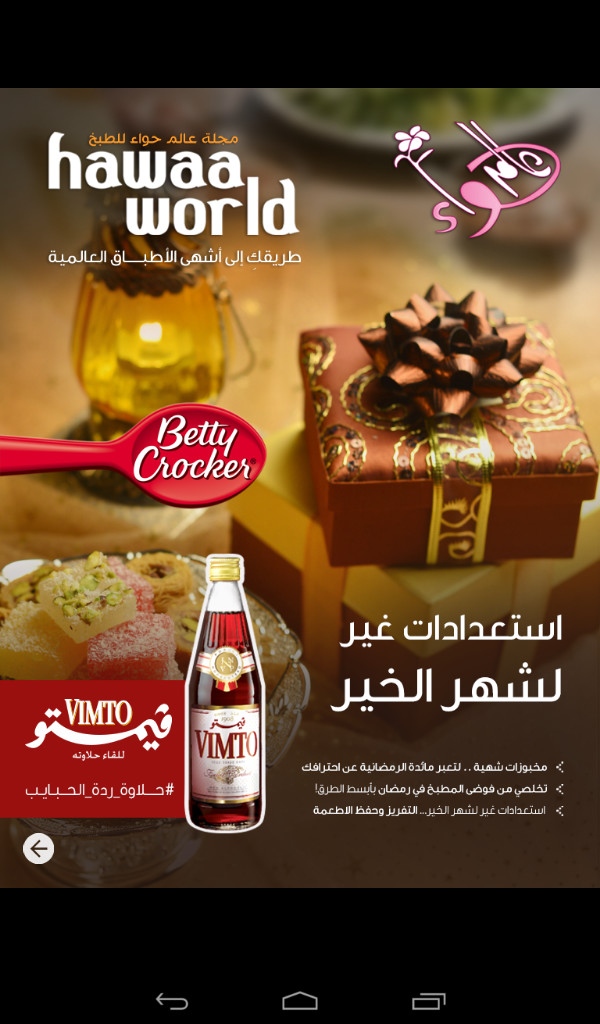 مجلة عالم حواء للطبخ
hawaa
world
طريقكِ إلى أشهى الأطباق العالمية
عالم
حواء
Betty
Crocker®
استعدادات غير
لشهر الخير
VIMTO
فيمتو
للقاء حلاوته
#حلاوة_ردة_الحبايب
فيمتو
VIMTO
مخبوزات شهية .. لتعبر مائدة الرمضانية عن احترافك
تخلصي من فوضى المطبخ في رمضان بأبسط الطرق!
استعدادات غير لشهر الخير... التفريز وحفظ الاطعمة